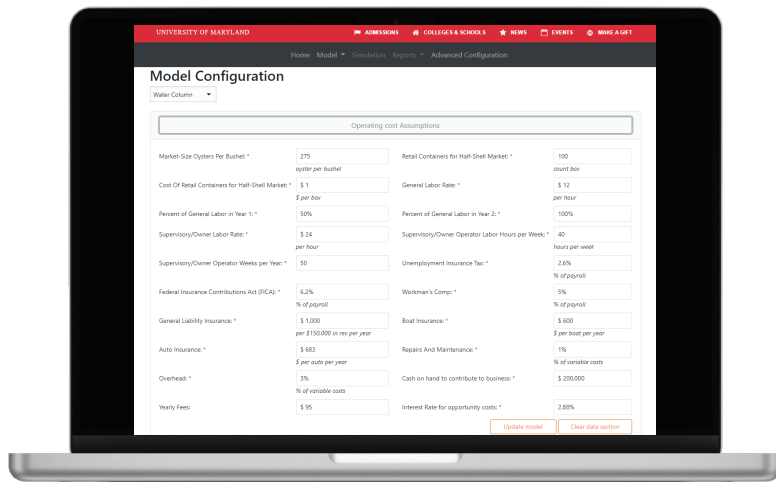 UNIVERSITY OF MARYLAND ADMISSIONS COLLEGES & SCHOOLS NEWS EVENTS MAKE A GIFT
Home Model Simulation Reports Advanced Configuration
Model Configuration
Water Column
Operating cost Assumptions
Market-Size Oysters Per Bushel: * 275 Retail Containers for Half-Shell Market: * 100
oyster per bushel count box
Cost Of Retail Containers for Half-Shell Market: * $ 1 General Labor Rate: * $ 12
$ per box per hour
Percent of General Labor in Year 1: * 50% Percent of General Labor in Year 2: * 100%
Supervisory/Owner Labor Rate: * $ 24 Supervisory/Owner Operator Labor Hours per Week: * 40
per hour hours per week
Supervisory/Owner Operator Weeks per Year: * 50 Unemployment Insurance Tax: * 2.6%
% of payroll
Federal Insurance Contributions Act (FICA): * 6.2% Workman's Comp: * 5%
% of payroll % of payroll
General Liability Insurance: * $ 1,000 Boat Insurance: * $ 600
per $150,000 in rev per year $ per boat per year
Auto Insurance: * $ 683 Repairs And Maintenance: * 1%
$ per auto per year % of variable costs
Overhead: * 3% Cash on hand to contribute to business: * $ 200,000
% of variable costs
Yearly Fees: $ 95 Interest Rate for opportunity costs: * 2.88%
Update model Clear data section